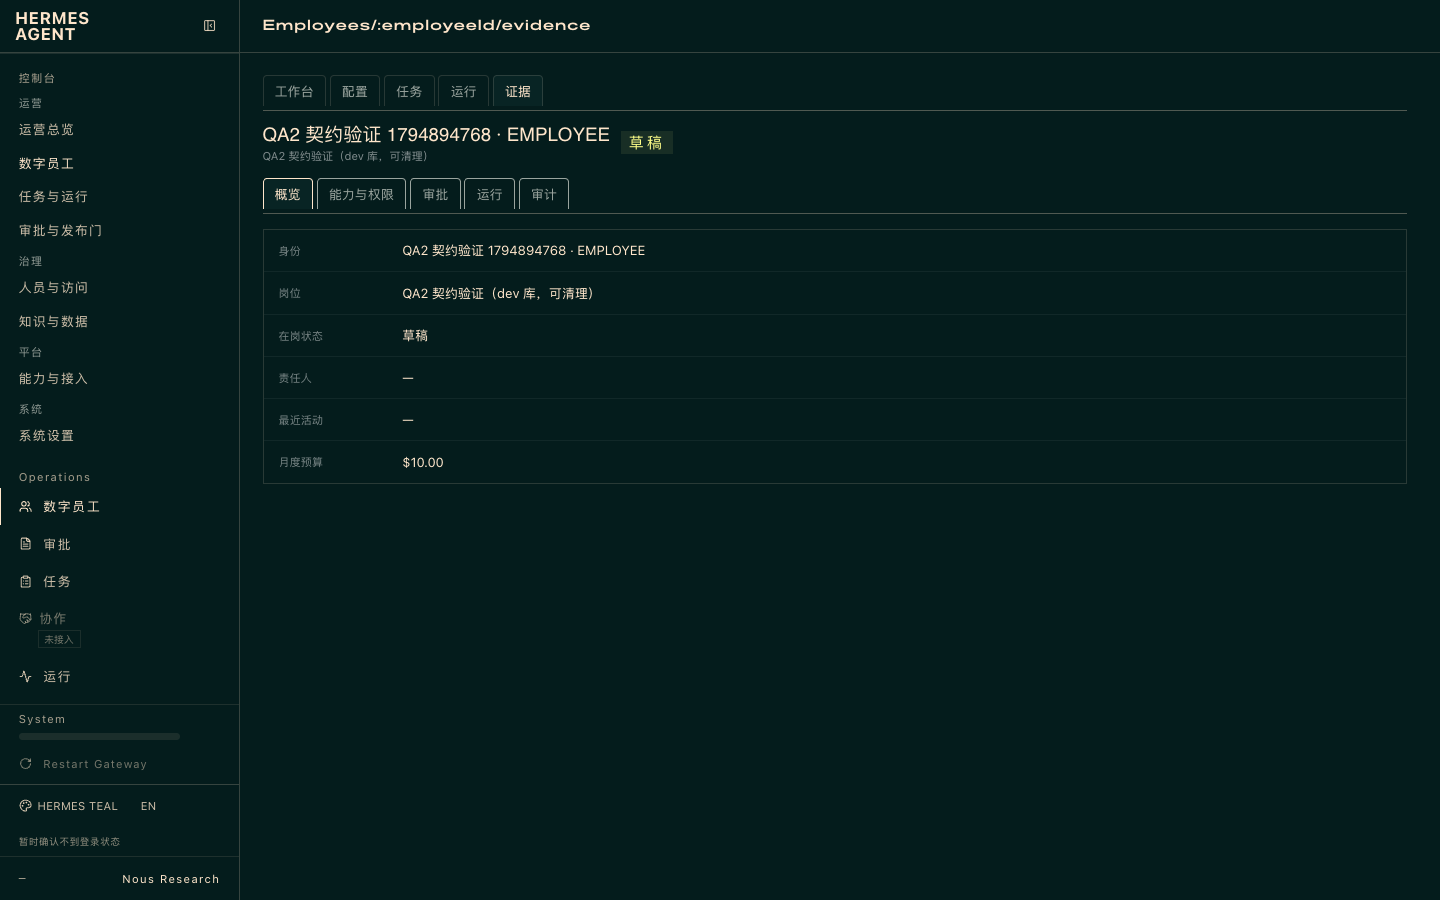 HERMES
AGENT
Employees/:employeeId/evidence
控制台
运营
运营总览
数字员工
任务与运行
审批与发布门
治理
人员与访问
知识与数据
平台
能力与接入
系统
系统设置
Operations
数字员工
审批
任务
协作
未接入
运行
System
Restart Gateway
HERMES TEAL EN
暂时确认不到登录状态
— Nous Research
工作台 配置 任务 运行 证据
QA2 契约验证 1794894768 · EMPLOYEE 草稿
QA2 契约验证（dev 库，可清理）
概览 能力与权限 审批 运行 审计
身份 QA2 契约验证 1794894768 · EMPLOYEE
岗位 QA2 契约验证（dev 库，可清理）
在岗状态 草稿
责任人 —
最近活动 —
月度预算 $10.00